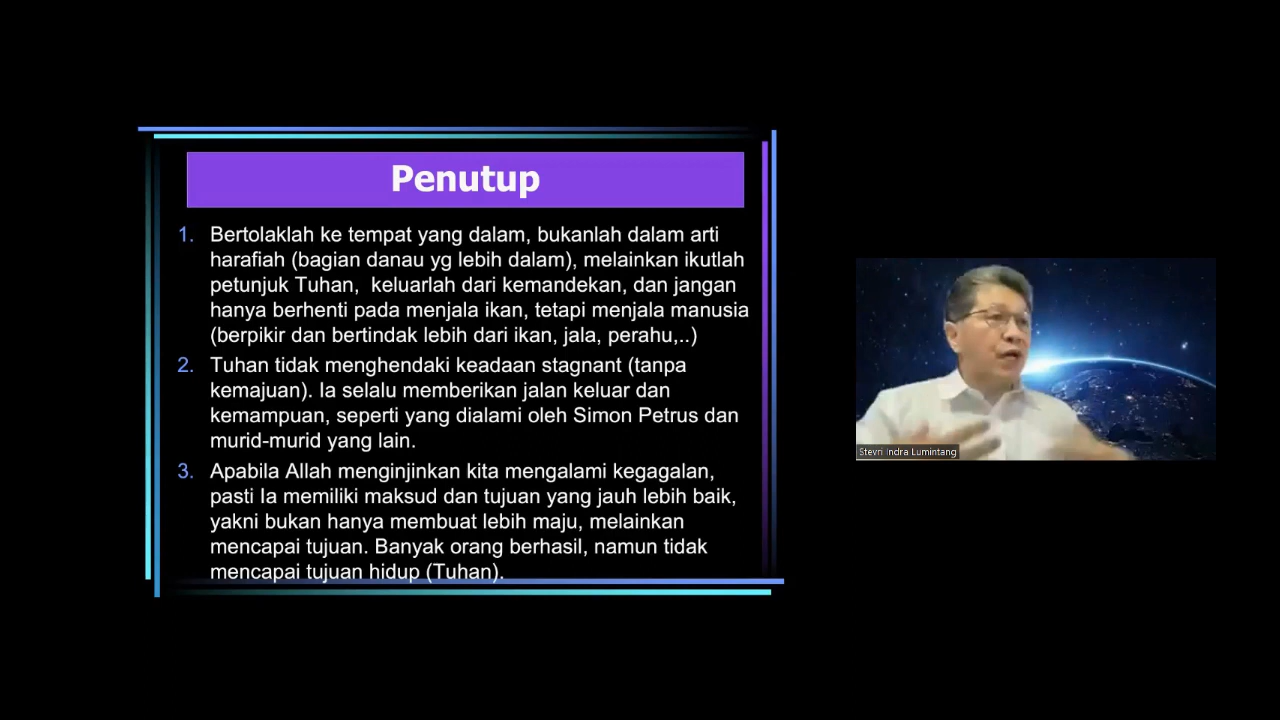 Penutup
1. Bertolaklah ke tempat yang dalam, bukanlah dalam arti
harafiah (bagian danau yg lebih dalam), melainkan ikutlah
petunjuk Tuhan, keluarlah dari kemandekan, dan jangan
hanya berhenti pada menjala ikan, tetapi menjala manusia
(berpikir dan bertindak lebih dari ikan, jala, perahu,..)
2. Tuhan tidak menghendaki keadaan stagnant (tanpa
kemajuan). Ia selalu memberikan jalan keluar dan
kemampuan, seperti yang dialami oleh Simon Petrus dan
murid-murid yang lain.
3. Apabila Allah menginjinkan kita mengalami kegagalan,
pasti Ia memiliki maksud dan tujuan yang jauh lebih baik,
yakni bukan hanya membuat lebih maju, melainkan
mencapai tujuan. Banyak orang berhasil, namun tidak
mencapai tujuan hidup (Tuhan).
Stevri Indra Lumintang